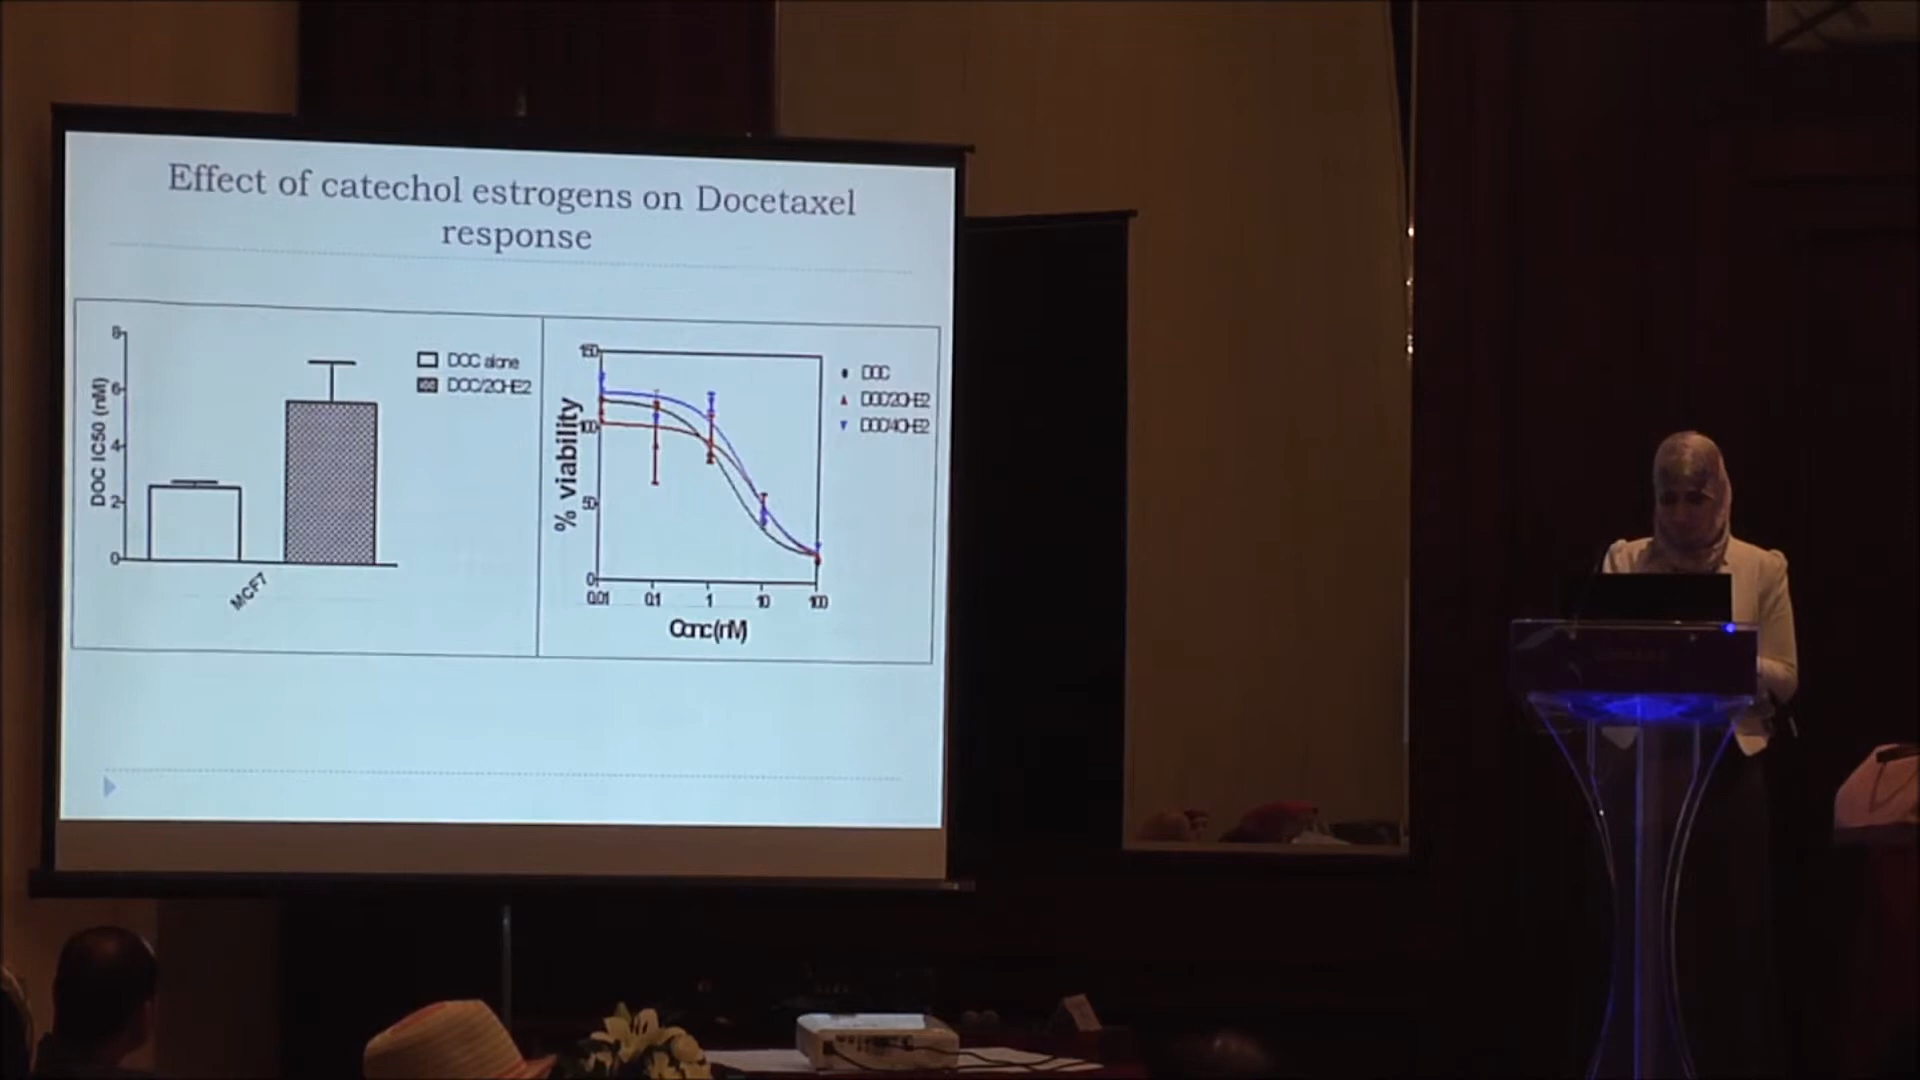 Effect of catechol estrogens on Docetaxel
response
8
6
4
2
0
DOC IC50 (nM)
MCF7
DOC alone
DOC/2OHE2
150
100
50
0
% viability
0.01 0.1 1 10 100
Conc(nM)
DOC
DOC/2OHE2
DOC/4OHE2